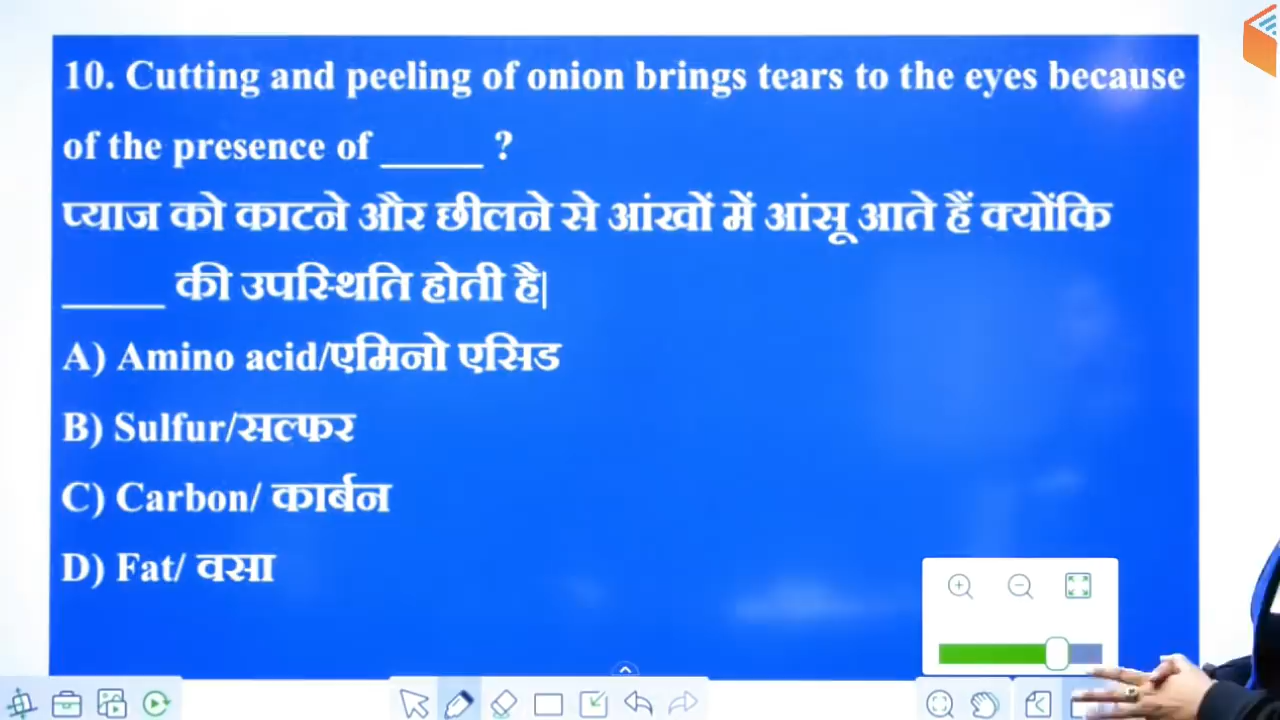 10. Cutting and peeling of onion brings tears to the eyes because
of the presence of _____ ?
प्याज को काटने और छीलने से आंखों में आंसू आते हैं क्योंकि
_____ की उपस्थिति होती है|
A) Amino acid/एमिनो एसिड
B) Sulfur/सल्फर
C) Carbon/ कार्बन
D) Fat/ वसा